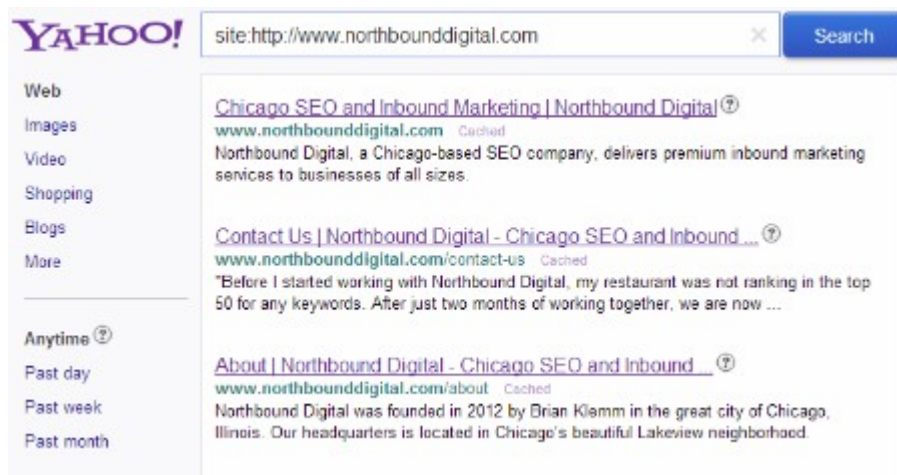 YAHOO!
site:http://www.northbounddigital.com
×
Search
Web
Images
Video
Shopping
Blogs
More
Anytime ?
Past day
Past week
Past month
Chicago SEO and Inbound Marketing | Northbound Digital ?
www.northbounddigital.com Cached
Northbound Digital, a Chicago-based SEO company, delivers premium inbound marketing
services to businesses of all sizes.
Contact Us | Northbound Digital - Chicago SEO and Inbound ... ?
www.northbounddigital.com/contact-us Cached
"Before I started working with Northbound Digital, my restaurant was not ranking in the top
50 for any keywords. After just two months of working together, we are now ...
About | Northbound Digital - Chicago SEO and Inbound ... ?
www.northbounddigital.com/about Cached
Northbound Digital was founded in 2012 by Brian Klemm in the great city of Chicago,
Illinois. Our headquarters is located in Chicago's beautiful Lakeview neighborhood.